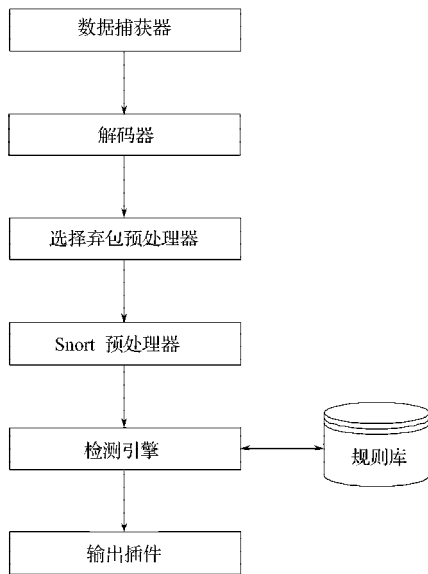 数据捕获器
解码器
选择弃包预处理器
Snort 预处理器
检测引擎
规则库
输出插件